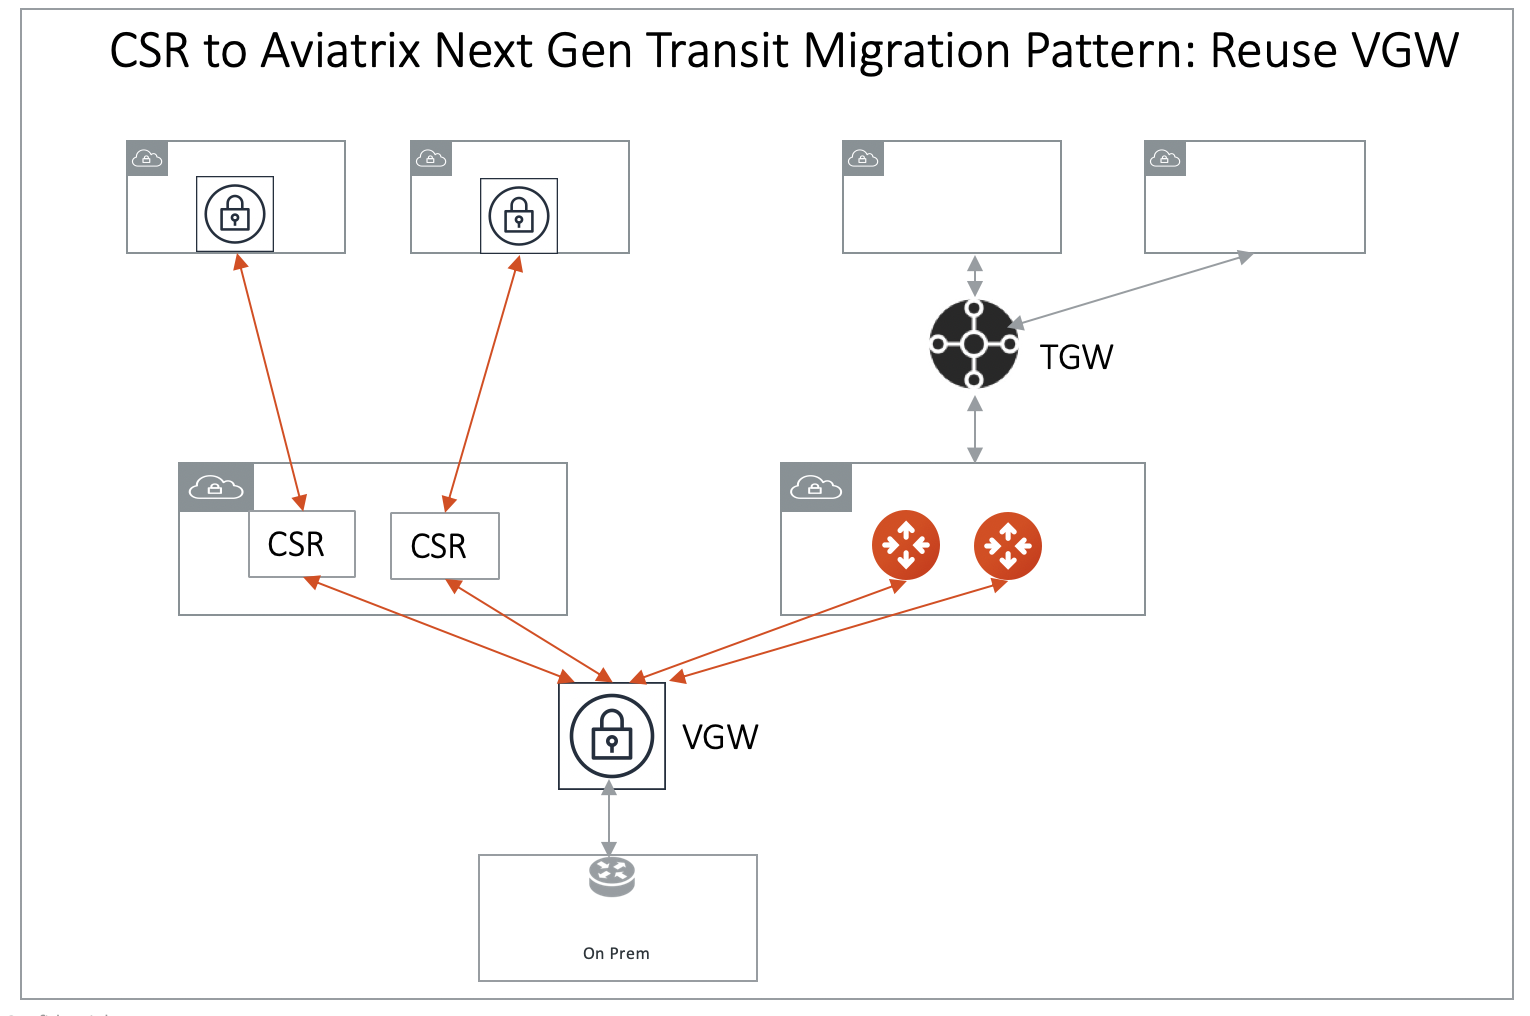 CSR to Aviatrix Next Gen Transit Migration Pattern: Reuse VGW
TGW
CSR
CSR
VGW
On Prem